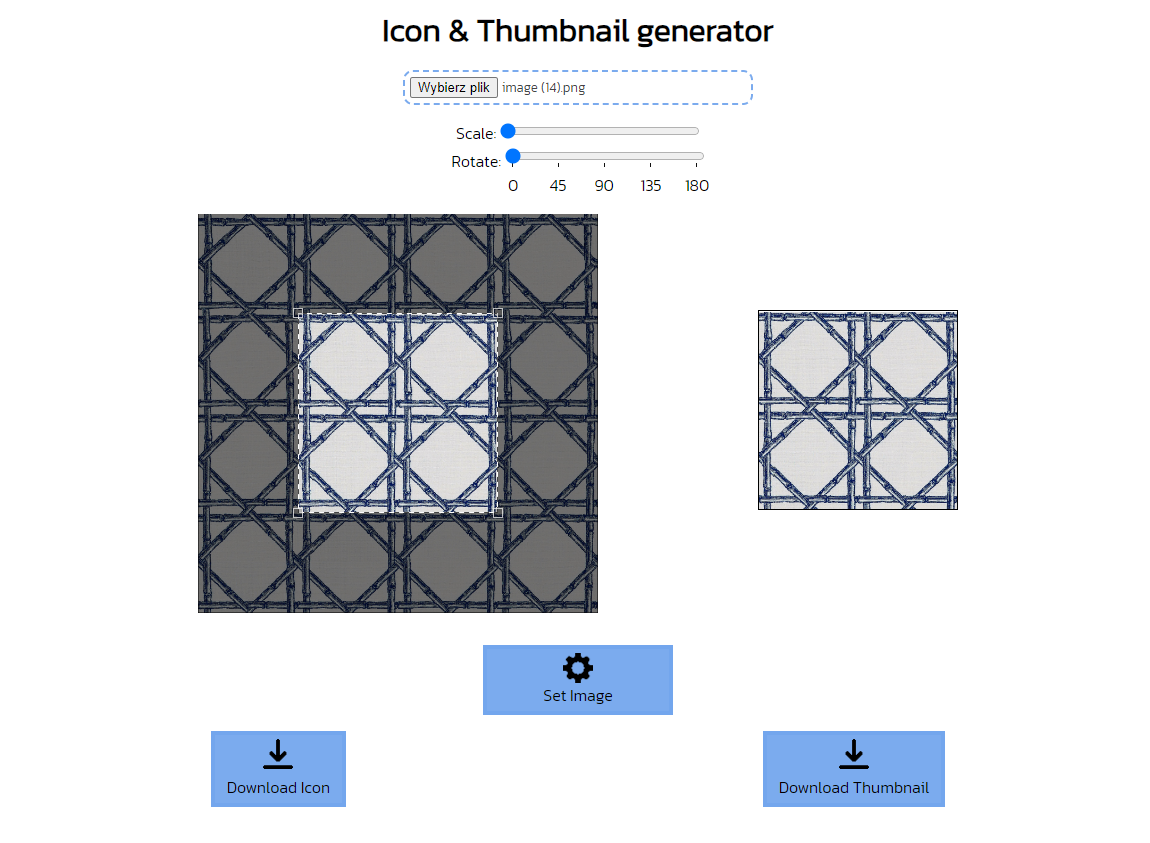 Icon & Thumbnail generator
Wybierz plik image (14).png
Scale:
Rotate:
0 45 90 135 180
Set Image
Download Icon
Download Thumbnail